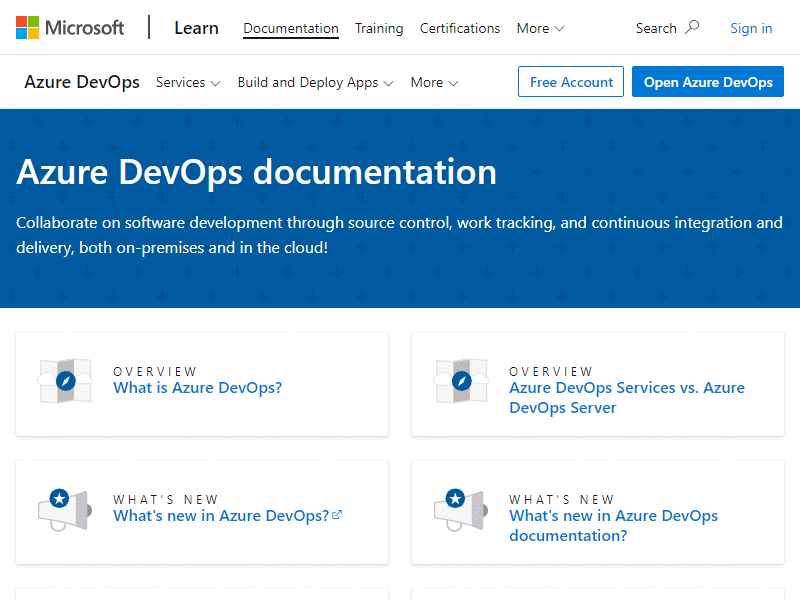 Microsoft Learn Documentation Training Certifications More Search Sign in
Azure DevOps Services Build and Deploy Apps More Free Account Open Azure DevOps
Azure DevOps documentation
Collaborate on software development through source control, work tracking, and continuous integration and
delivery, both on-premises and in the cloud!
OVERVIEW
What is Azure DevOps?
OVERVIEW
Azure DevOps Services vs. Azure
DevOps Server
WHAT'S NEW
What's new in Azure DevOps?
WHAT'S NEW
What's new in Azure DevOps
documentation?